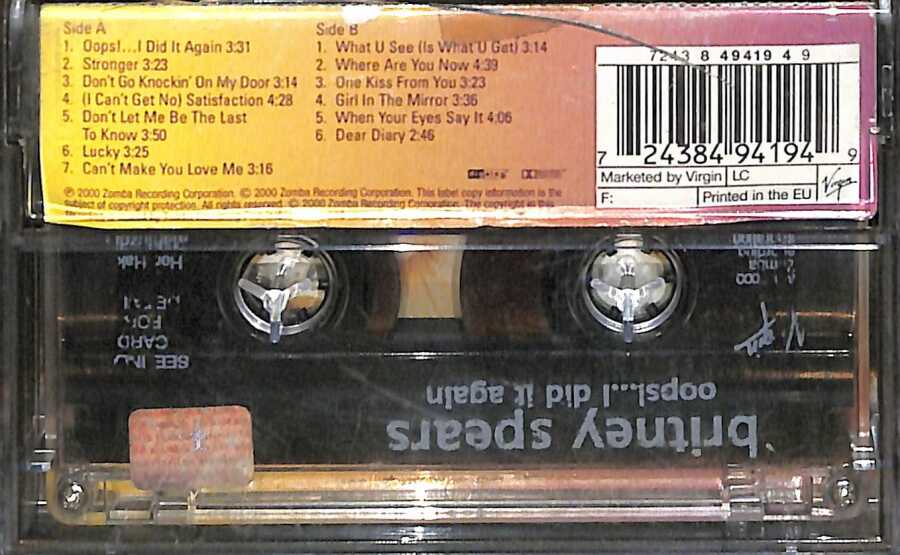 Side A
1. Oops!...I Did It Again 3:31
2. Stronger 3:23
3. Don't Go Knockin' On My Door 3:14
4. (I Can't Get No) Satisfaction 4:28
5. Don't Let Me Be The Last
To Know 3:50
6. Lucky 3:25
7. Can't Make You Love Me 3:16
Side B
1. What U See (Is What U Get) 3:14
2. Where Are You Now 4:39
3. One Kiss From You 3:23
4. Girl In The Mirror 3:36
5. When Your Eyes Say It 4:06
6. Dear Diary 2:46
℗ 2000 Zomba Recording Corporation. © 2000 Zomba Recording Corporation. This label copy information is the
subject of copyright protection. All rights reserved. © 2000 Zomba Recording Corporation. The copyright in this
7243 8 49419 4 9
7 24384 94194 9
Marketed by Virgin
LC
F:
Printed in the EU
Virgin
britney spears
oops!...i did it again
Virgin
SEE
CARD
FOR